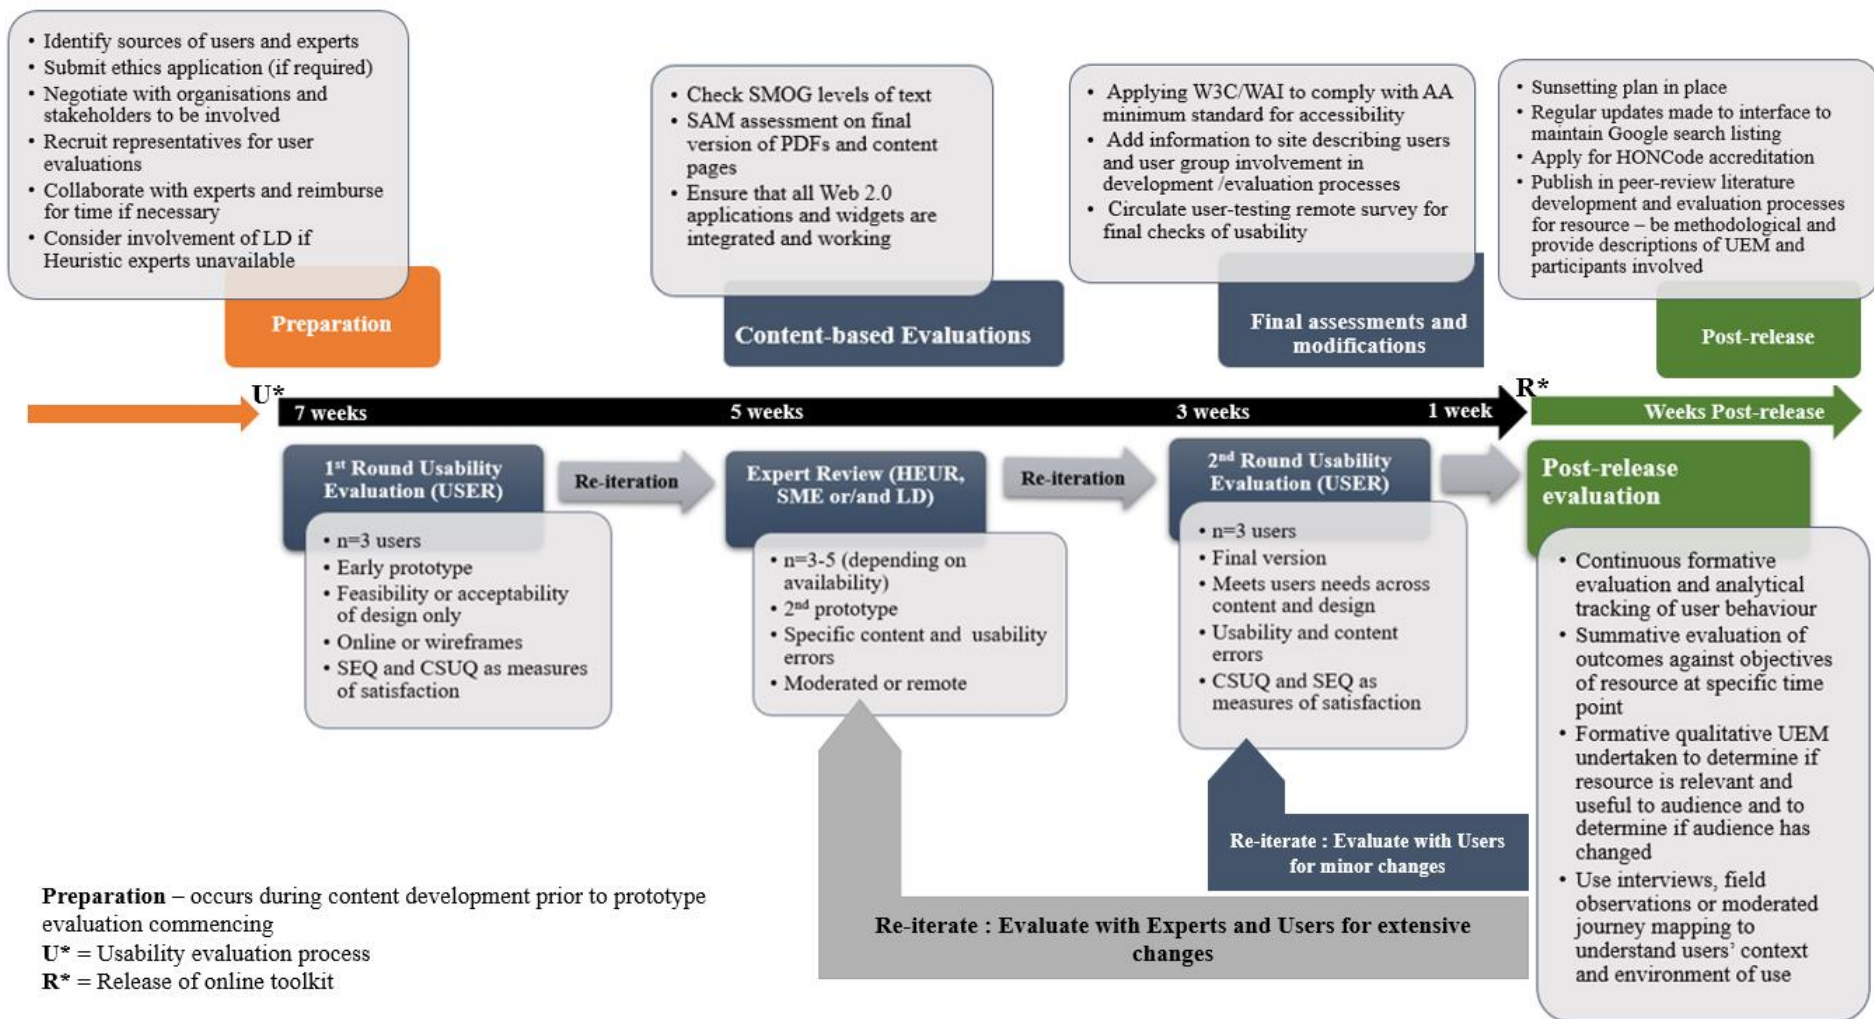 • Identify sources of users and experts
• Submit ethics application (if required)
• Negotiate with organisations and
stakeholders to be involved
• Recruit representatives for user
evaluations
• Collaborate with experts and reimburse
for time if necessary
• Consider involvement of LD if
Heuristic experts unavailable
Preparation
• Check SMOG levels of text
• SAM assessment on final
version of PDFs and content
pages
• Ensure that all Web 2.0
applications and widgets are
integrated and working
Content-based Evaluations
• Applying W3C/WAI to comply with AA
minimum standard for accessibility
• Add information to site describing users
and user group involvement in
development /evaluation processes
• Circulate user-testing remote survey for
final checks of usability
Final assessments and
modifications
• Sunsetting plan in place
• Regular updates made to interface to
maintain Google search listing
• Apply for HONCode accreditation
• Publish in peer-review literature
development and evaluation processes
for resource – be methodological and
provide descriptions of UEM and
participants involved
Post-release
U*
7 weeks
5 weeks
3 weeks
1 week
R*
Weeks Post-release
1st Round Usability
Evaluation (USER)
• n=3 users
• Early prototype
• Feasibility or acceptability
of design only
• Online or wireframes
• SEQ and CSUQ as measures
of satisfaction
Re-iteration
Expert Review (HEUR,
SME or/and LD)
• n=3-5 (depending on
availability)
• 2nd prototype
• Specific content and usability
errors
• Moderated or remote
Re-iteration
2nd Round Usability
Evaluation (USER)
• n=3 users
• Final version
• Meets users needs across
content and design
• Usability and content
errors
• CSUQ and SEQ as
measures of satisfaction
Post-release
evaluation
• Continuous formative
evaluation and analytical
tracking of user behaviour
• Summative evaluation of
outcomes against objectives
of resource at specific time
point
• Formative qualitative UEM
undertaken to determine if
resource is relevant and
useful to audience and to
determine if audience has
changed
• Use interviews, field
observations or moderated
journey mapping to
understand users’ context
and environment of use
Re-iterate : Evaluate with Users
for minor changes
Re-iterate : Evaluate with Experts and Users for extensive
changes
Preparation – occurs during content development prior to prototype
evaluation commencing
U* = Usability evaluation process
R* = Release of online toolkit